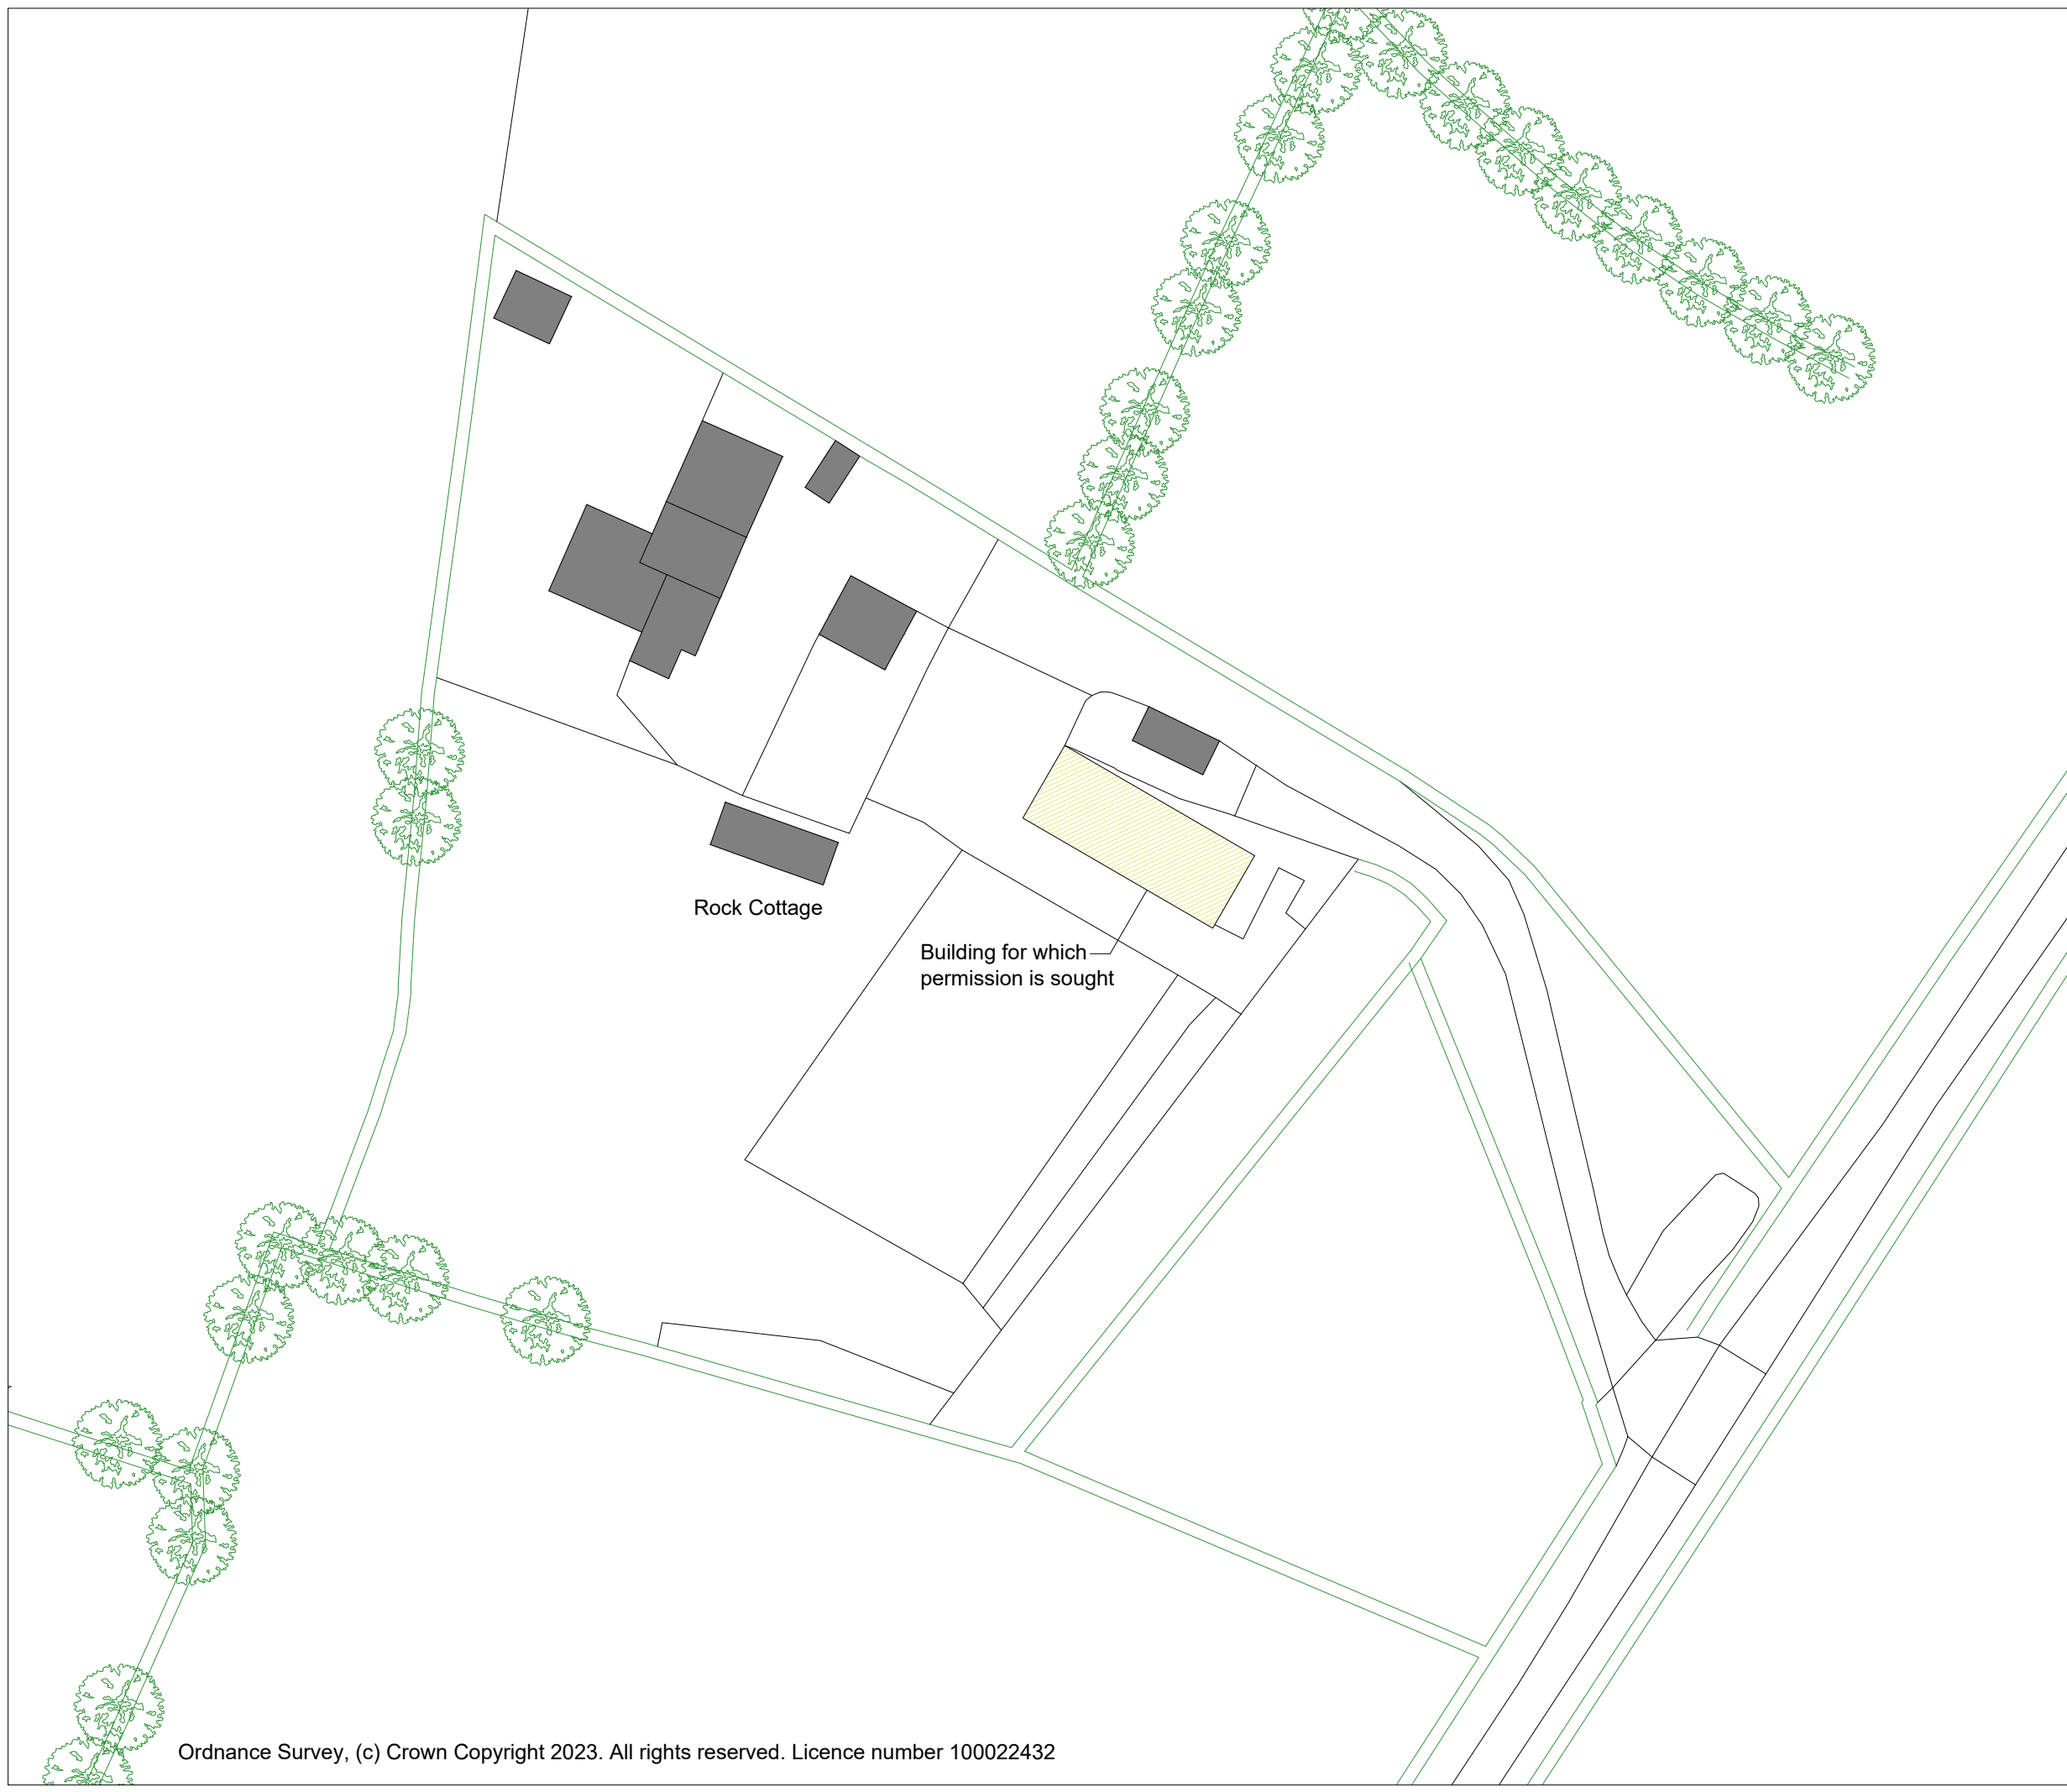 Rock Cottage
Building for which
permission is sought
Ordnance Survey, (c) Crown Copyright 2023. All rights reserved. Licence number 100022432